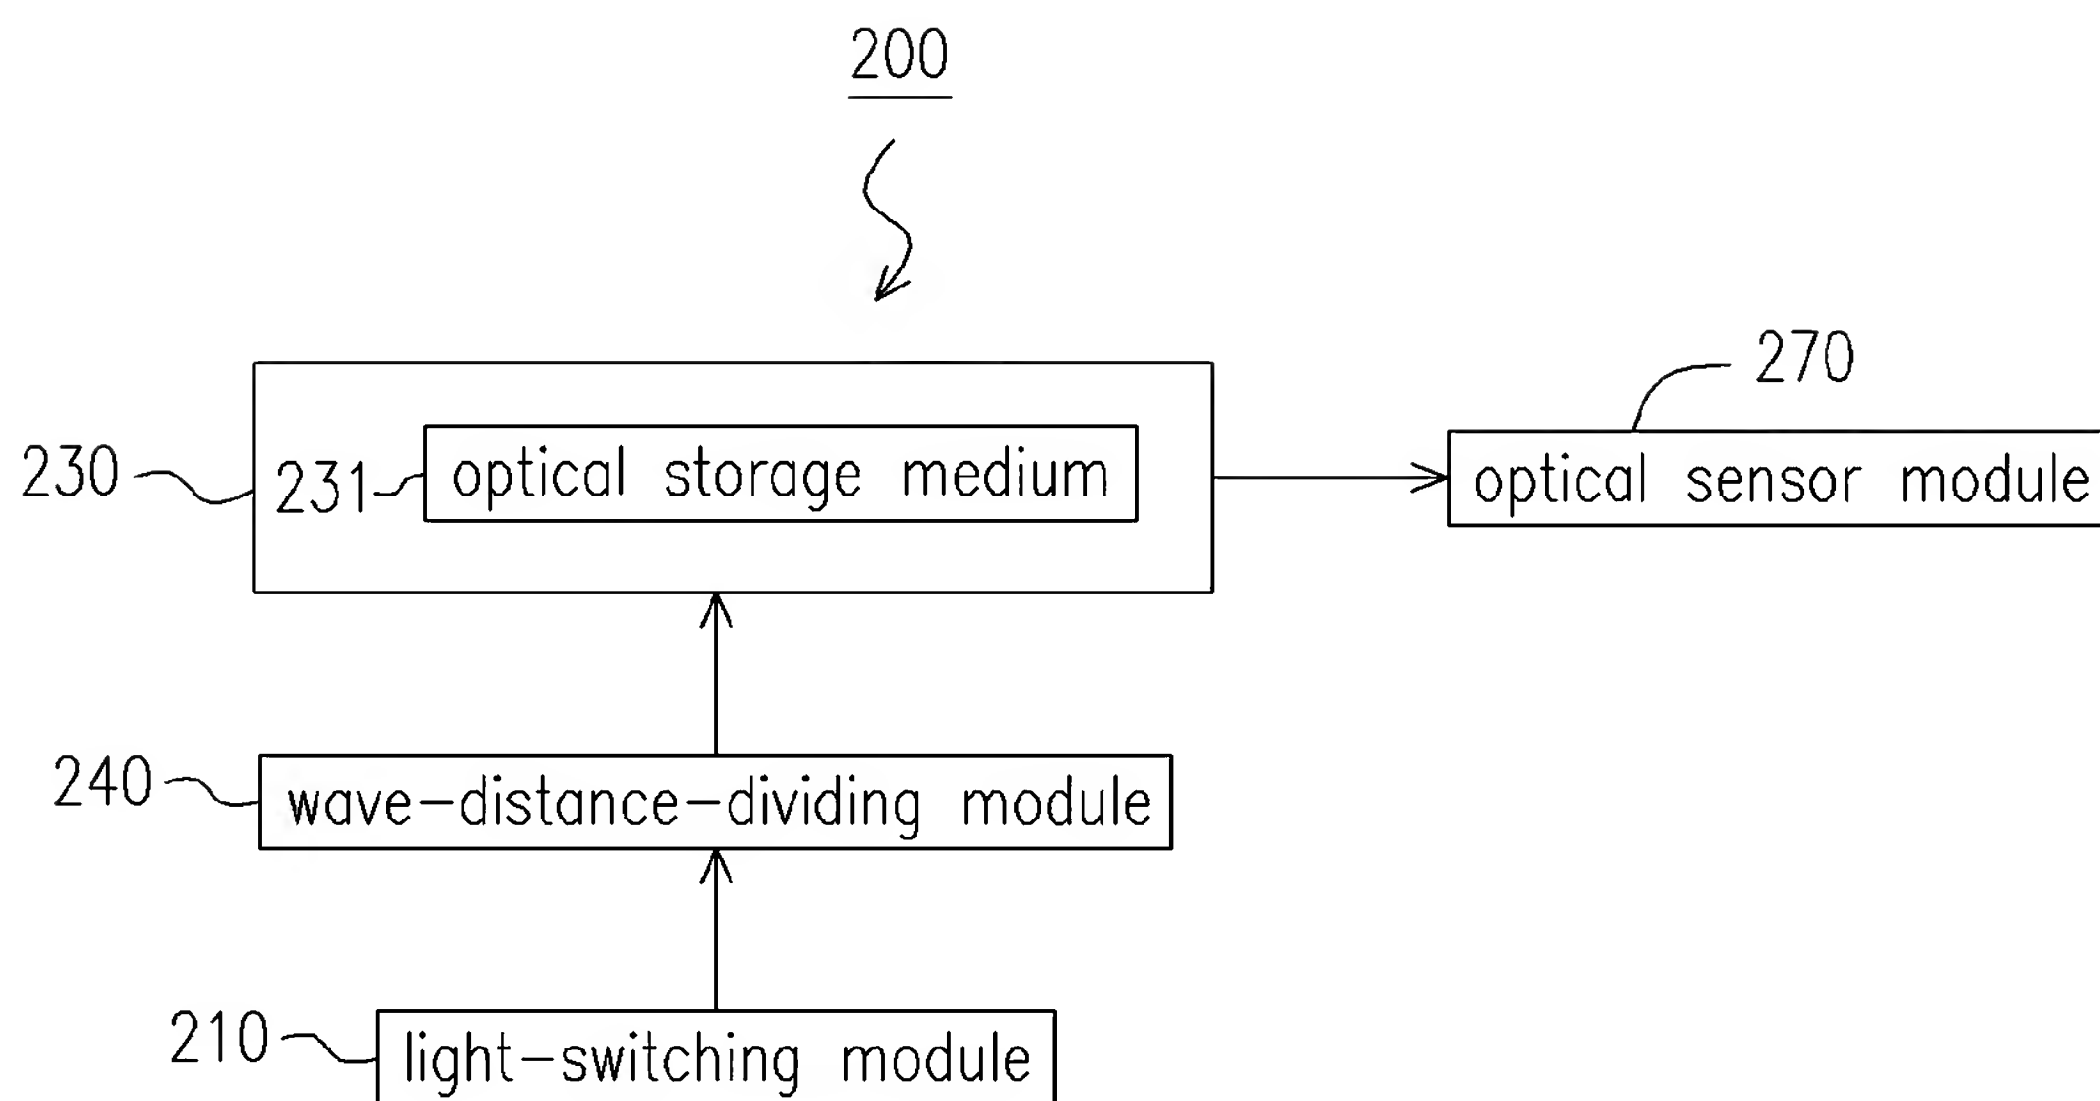 200
270
230
231
optical storage medium
optical sensor module
240
wave-distance-dividing module
210
light-switching module